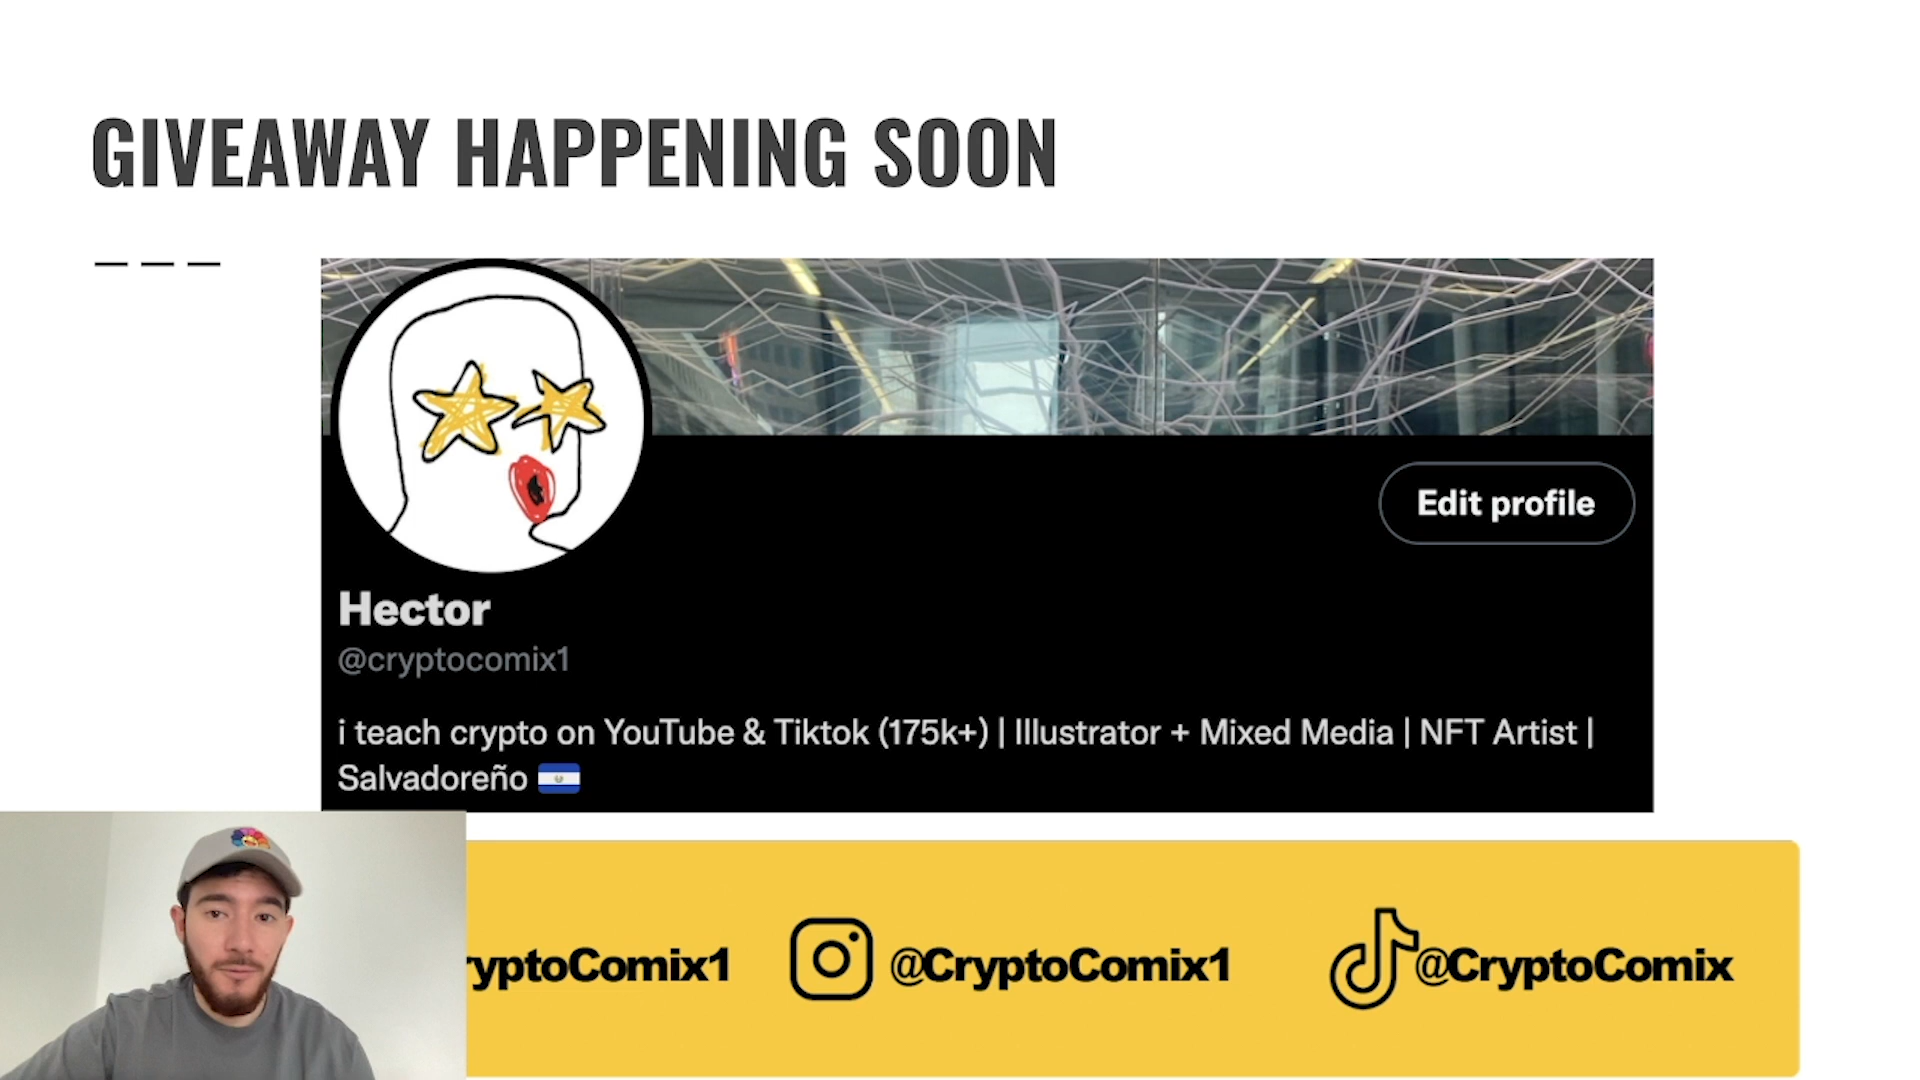 GIVEAWAY HAPPENING SOON
Edit profile
Hector
@cryptocomix1
i teach crypto on YouTube & Tiktok (175k+) | Illustrator + Mixed Media | NFT Artist |
Salvadoreño
ryptoComix1 @CryptoComix1 @CryptoComix